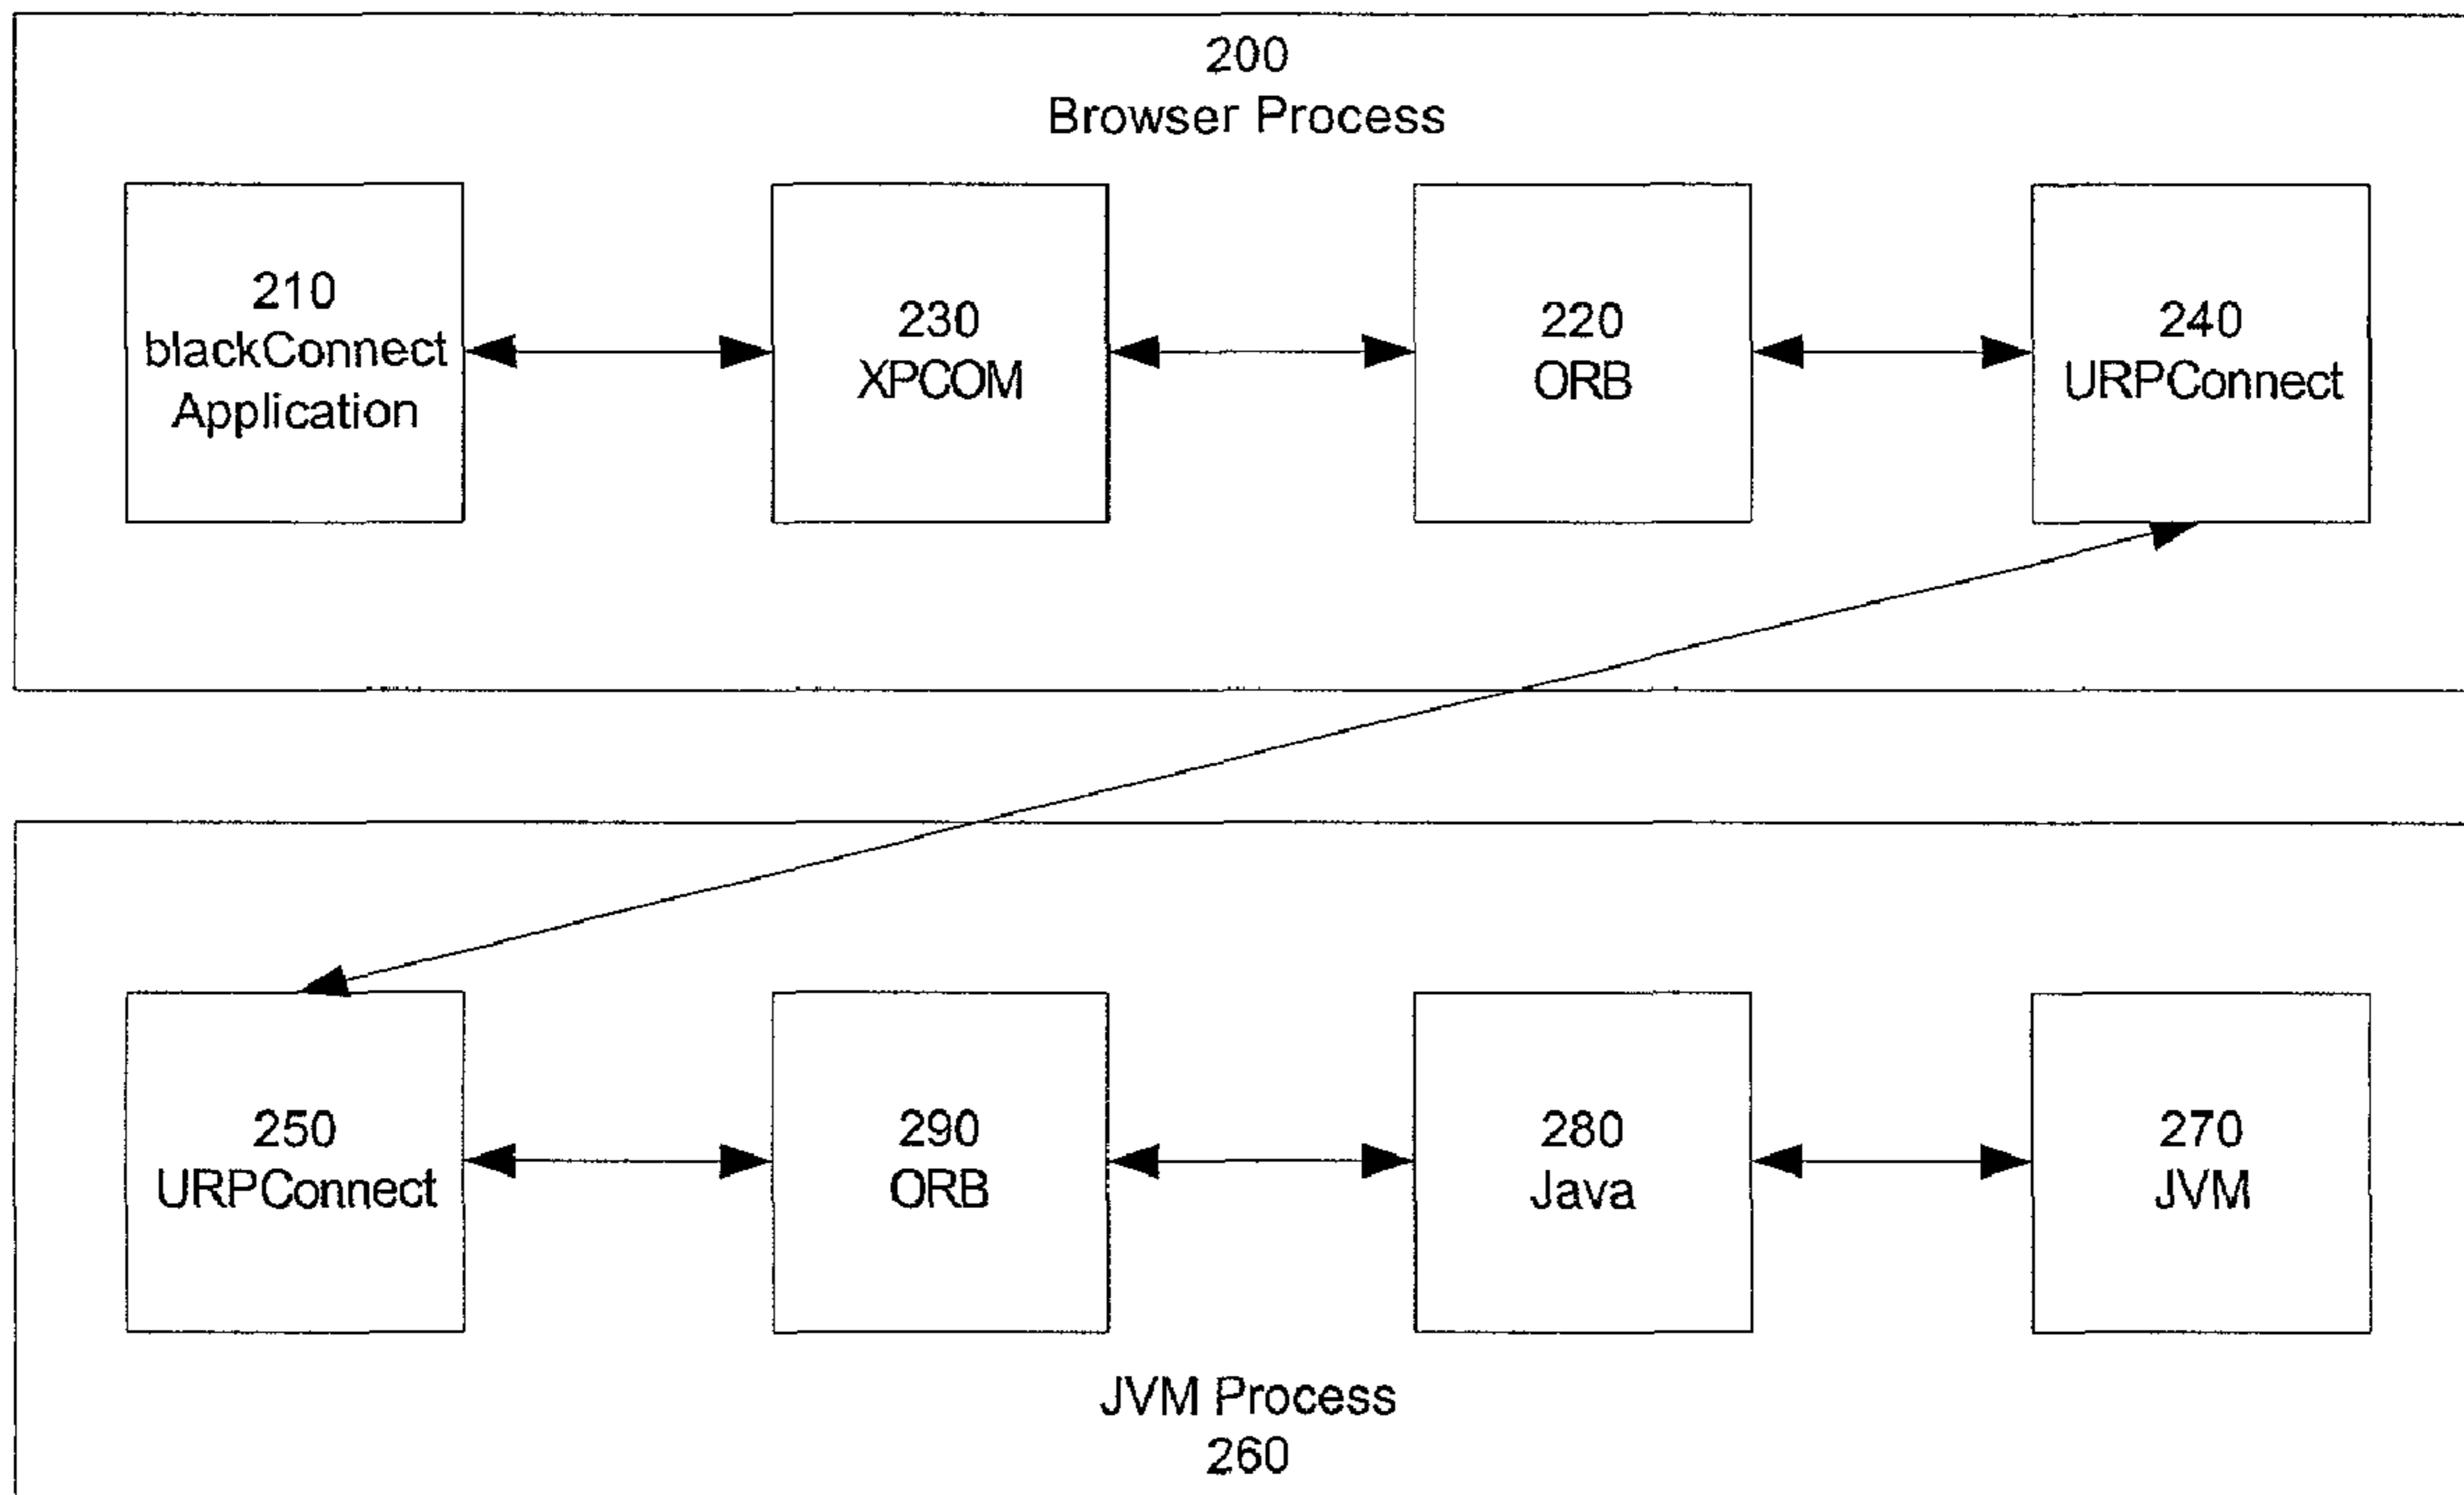 200
Browser Process
210
blackConnect
Application
230
XPCOM
220
ORB
240
URPConnect
250
URPConnect
290
ORB
280
Java
270
JVM
JVM Process
260